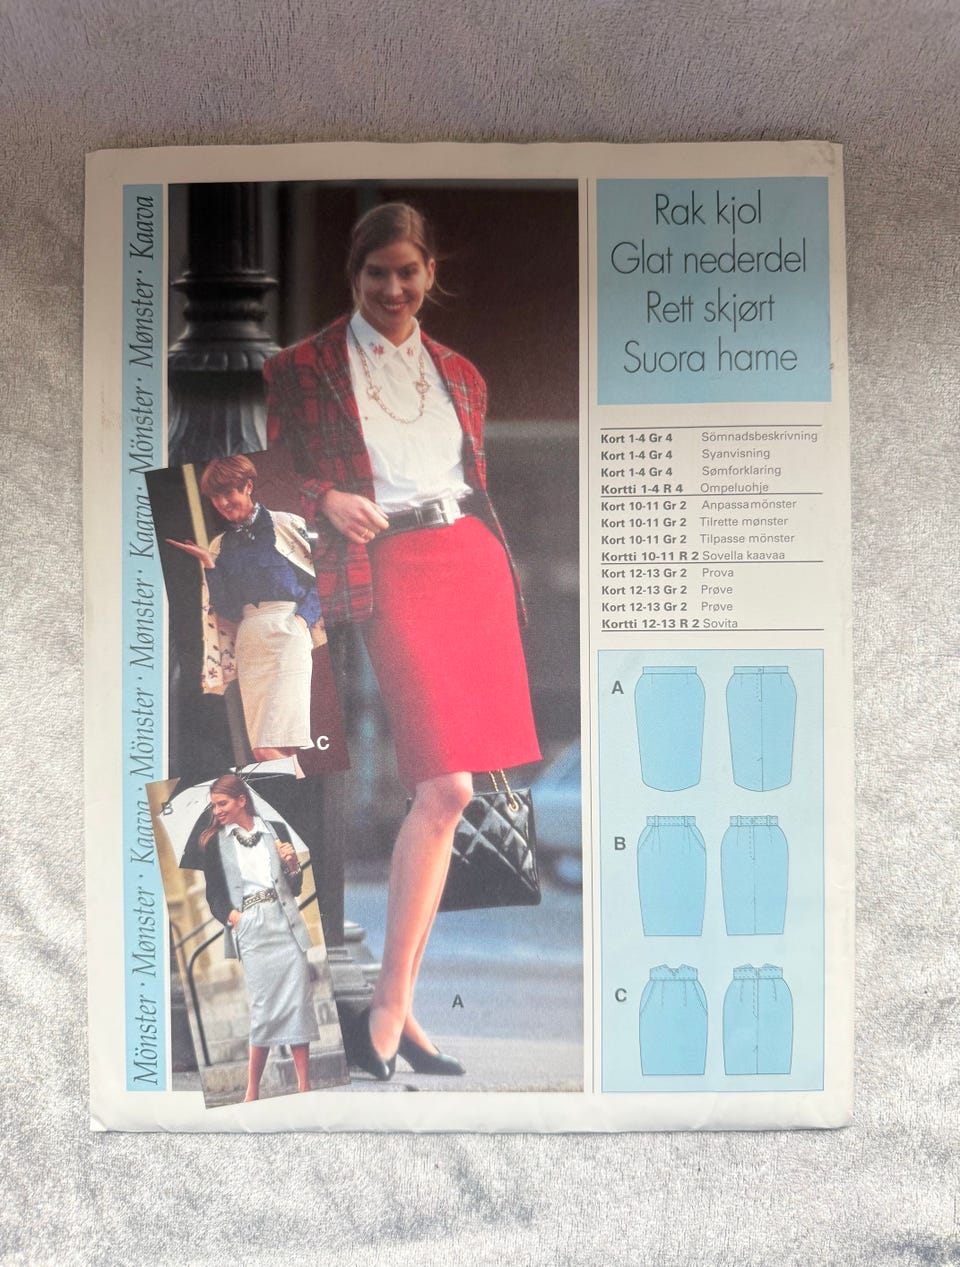 Mönster · Mønster · Kaava · Mönster · Mønster · Kaava · Mönster · Mønster · Kaava
Rak kjol
Glat nederdel
Rett skjørt
Suora hame
Kort 1-4 Gr 4 Sömnadsbeskrivning
Kort 1-4 Gr 4 Syanvisning
Kort 1-4 Gr 4 Sømforklaring
Kortti 1-4 R 4 Ompeluohje
Kort 10-11 Gr 2 Anpassa mönster
Kort 10-11 Gr 2 Tilrette mønster
Kort 10-11 Gr 2 Tilpasse mönster
Kortti 10-11 R 2 Sovella kaavaa
Kort 12-13 Gr 2 Prova
Kort 12-13 Gr 2 Prøve
Kort 12-13 Gr 2 Prøve
Kortti 12-13 R 2 Sovita
A
B
C
C
B
A